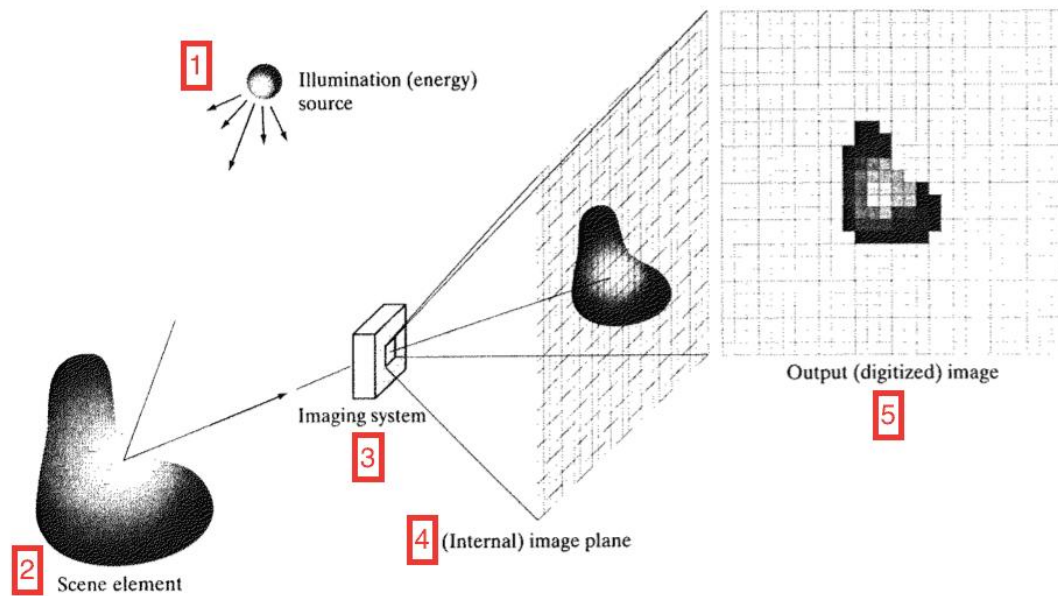 1
Illumination (energy)
source
Output (digitized) image
5
Imaging system
3
4 (Internal) image plane
2
Scene element